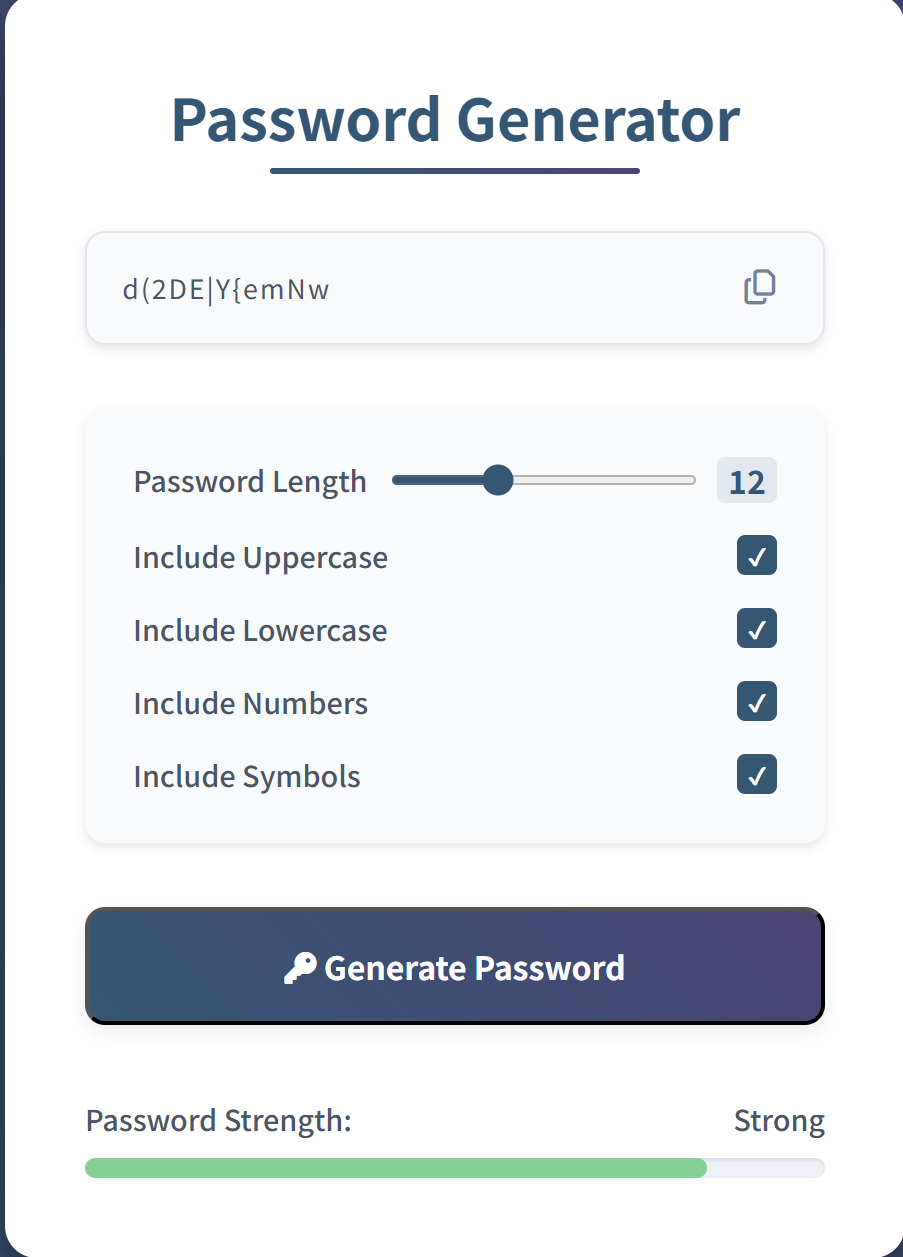 Password Generator
d(2DE|Y{emNw
Password Length 12
Include Uppercase ✓
Include Lowercase ✓
Include Numbers ✓
Include Symbols ✓
🔑 Generate Password
Password Strength: Strong